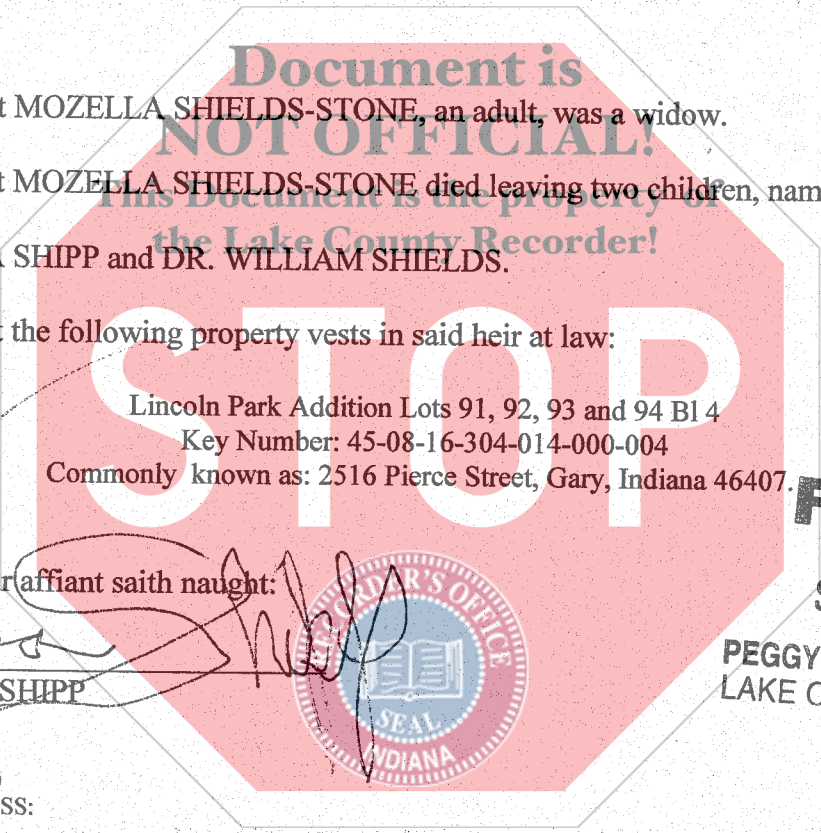 Document is
t MOZELLA SHIELDS-STONE, an adult, was a widow.
NOT OFFICIAL!
t MOZELLA SHIELDS-STONE died leaving two children, nam
This Document is the property of
the Lake County Recorder!
A SHIPP and DR. WILLIAM SHIELDS.
t the following property vests in said heir at law:
STOP
Lincoln Park Addition Lots 91, 92, 93 and 94 Bl 4
Key Number: 45-08-16-304-014-000-004
Commonly known as: 2516 Pierce Street, Gary, Indiana 46407.
F
r affiant saith naught:
S
RECORDER'S OFFICE
PEGGY
SHIPP
LAKE C
SEAL
INDIANA
SS: